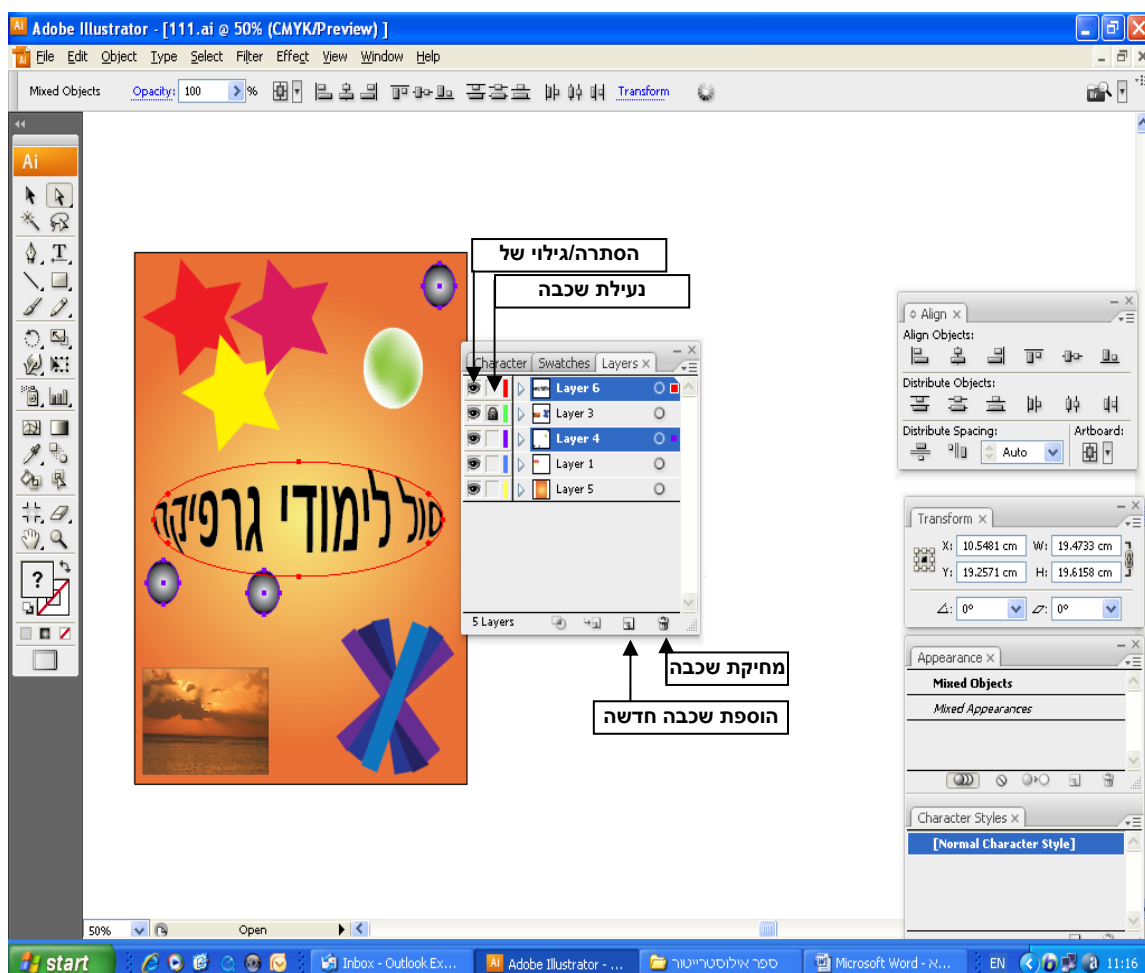 Adobe Illustrator - [111.ai @ 50% (CMYK/Preview) ]
File Edit Object Type Select Filter Effect View Window Help
Mixed Objects Opacity: 100 % Transform
Ai
הסתרה/גילוי של
נעילת שכבה
Character Swatches Layers
Layer 6
Layer 3
Layer 4
Layer 1
Layer 5
5 Layers
סול לימודי גרפיקה
מחיקת שכבה
הוספת שכבה חדשה
Align
Align Objects:
Distribute Objects:
Distribute Spacing: Artboard:
Auto
Transform
X: 10.5481 cm W: 19.4733 cm
Y: 19.2571 cm H: 19.6158 cm
0° 0°
Appearance
Mixed Objects
Mixed Appearances
Character Styles
[Normal Character Style]
50% Open
start Inbox - Outlook Ex... Adobe Illustrator - ... ספר אילוסטרייטור Microsoft Word - א... EN 11:16